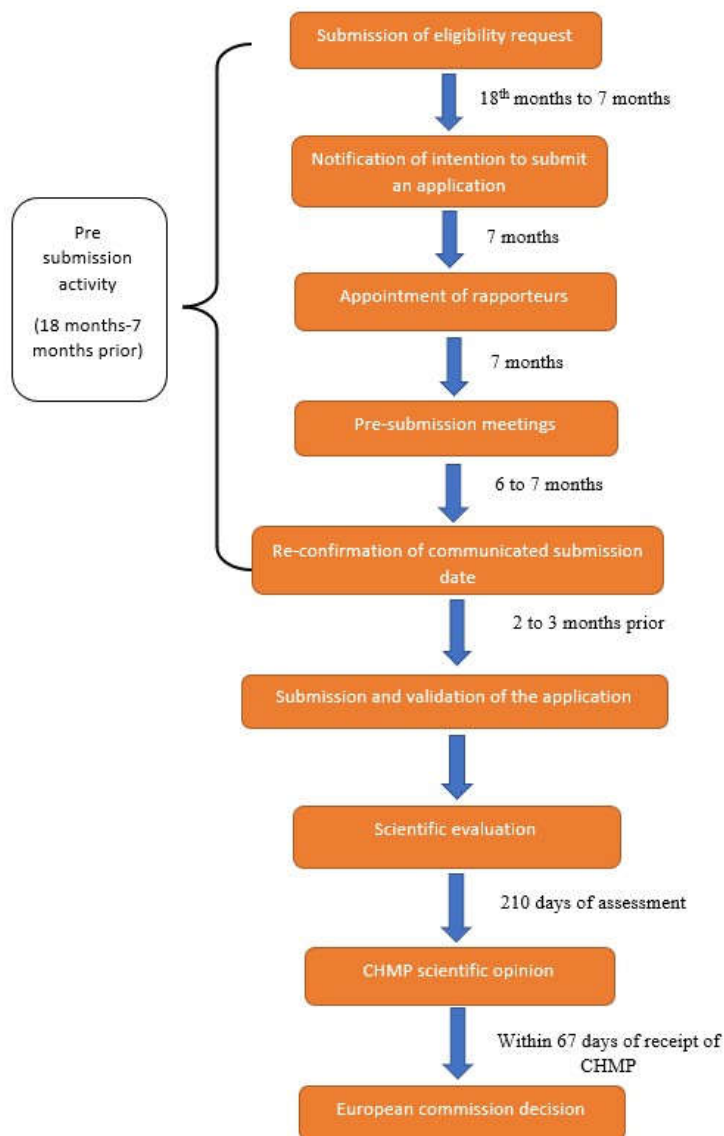 Submission of eligibility request
18th months to 7 months
Notification of intention to submit
an application
Pre
submission
activity
(18 months-7
months prior)
7 months
Appointment of rapporteurs
7 months
Pre-submission meetings
6 to 7 months
Re-confirmation of communicated submission
date
2 to 3 months prior
Submission and validation of the application
Scientific evaluation
210 days of assessment
CHMP scientific opinion
Within 67 days of receipt of
CHMP
European commission decision